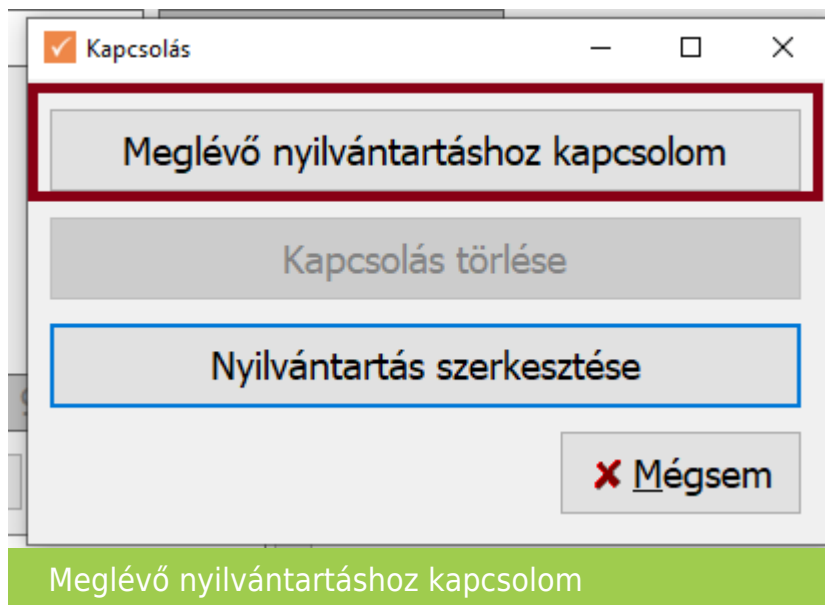 Kapcsolás
Meglévő nyilvántartáshoz kapcsolom
Kapcsolás törlése
Nyilvántartás szerkesztése
Mégsem
Meglévő nyilvántartáshoz kapcsolom